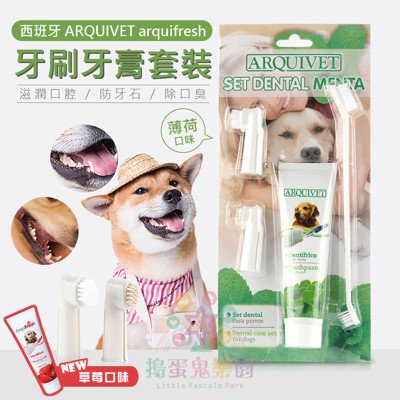 西班牙 ARQUIVET arquifresh
牙刷牙膏套裝
滋潤口腔 / 防牙石 / 除口臭
薄荷
口味
ARQUIVET
SET DENTAL MENTA
ARQUIVET
Dentífrico
Toothpaste
Set dental
Para perros
Dental care set
For dogs
NEW
草莓口味
搗蛋鬼樂園
Little Rascals Park